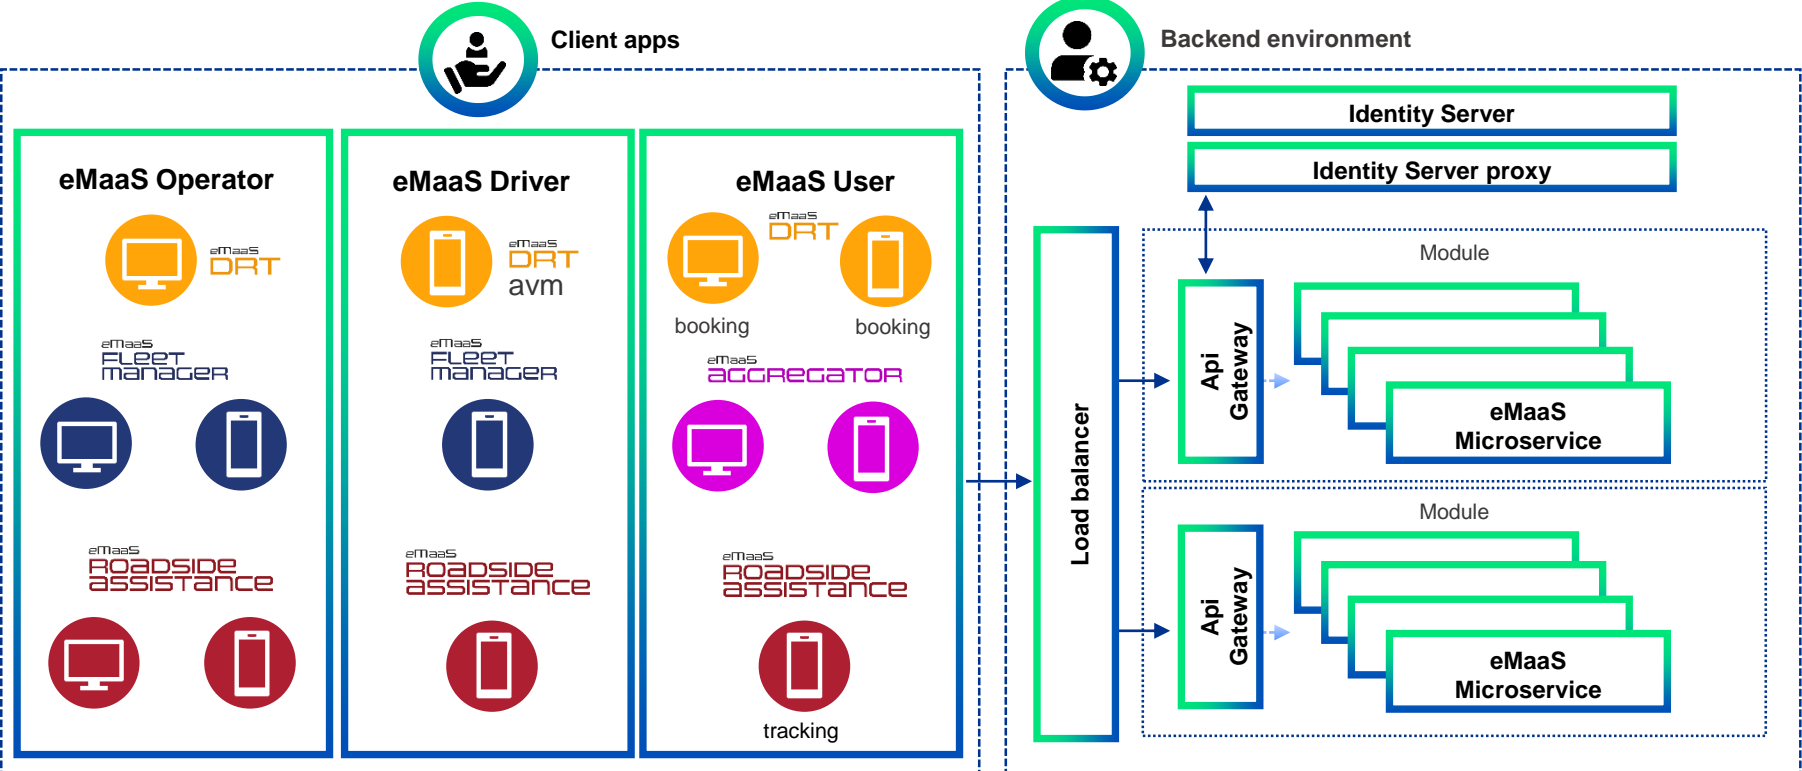 Client apps
Backend environment
eMaaS Operator
eMaaS
DRT
eMaaS
FLEET
MANAGER
eMaaS
ROADSIDE
ASSISTANCE
eMaaS Driver
eMaaS
DRT
avm
eMaaS
FLEET
MANAGER
eMaaS
ROADSIDE
ASSISTANCE
eMaaS User
eMaaS
DRT
booking
booking
eMaaS
AGGREGATOR
eMaaS
ROADSIDE
ASSISTANCE
tracking
Identity Server
Identity Server proxy
Load balancer
Module
Api
Gateway
eMaaS
Microservice
Module
Api
Gateway
eMaaS
Microservice